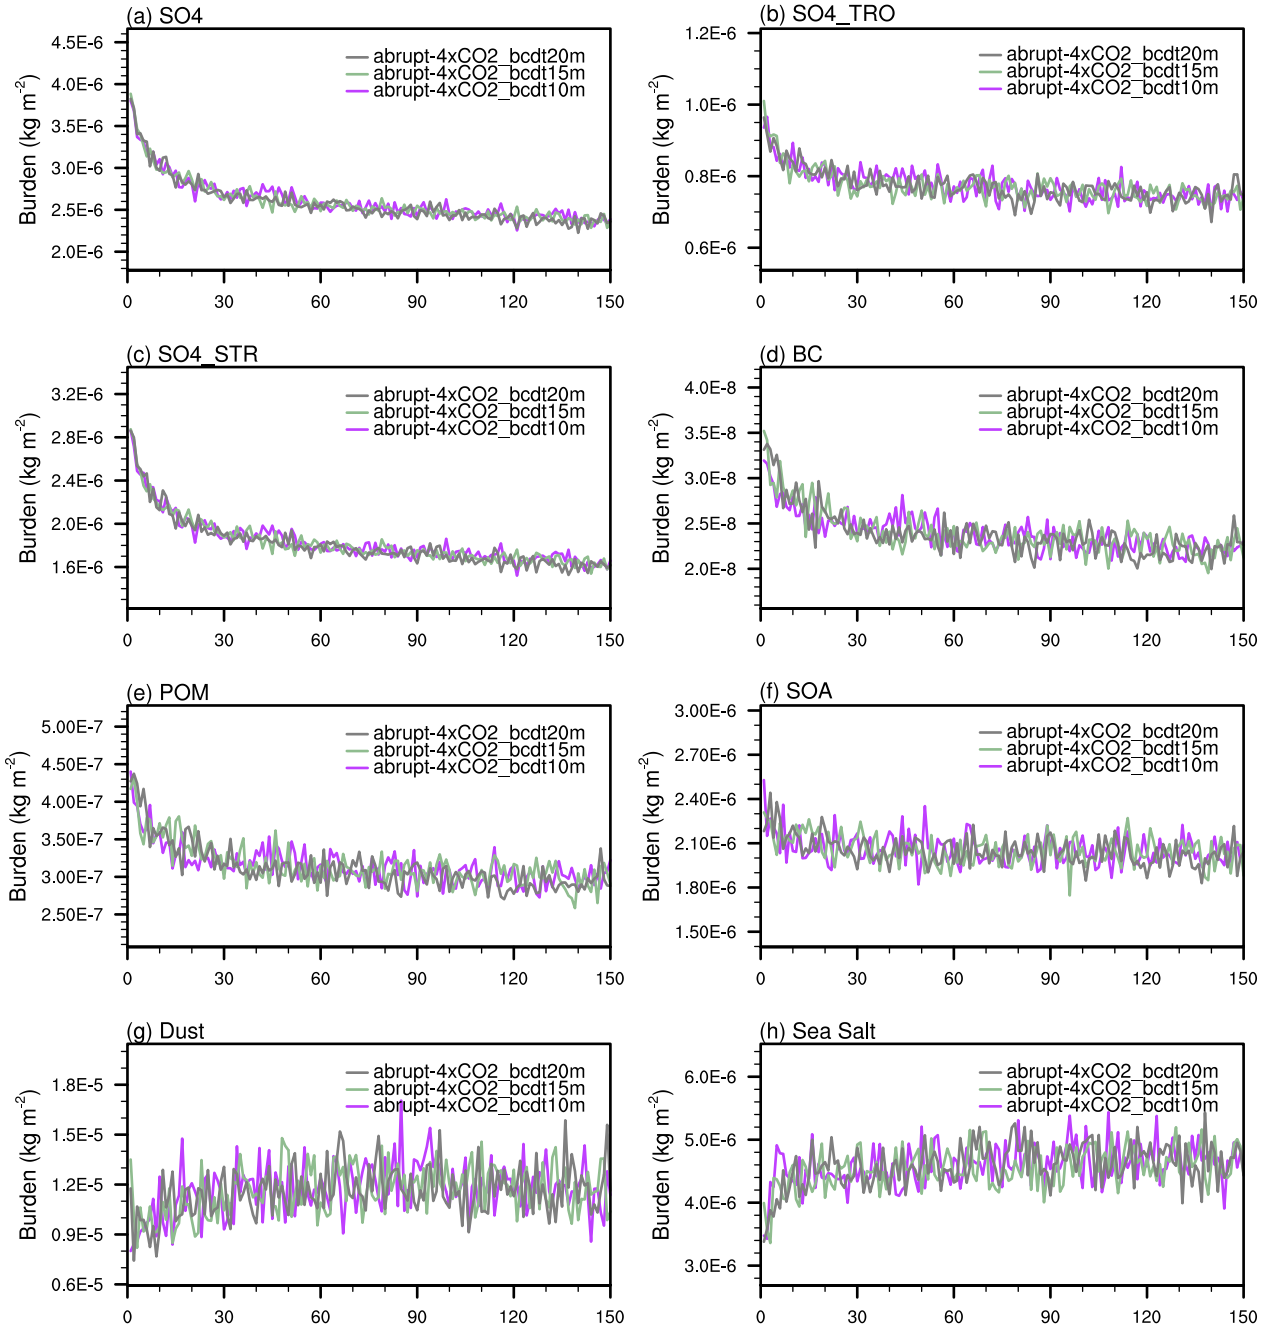 (a) SO4
4.5E-6
4.0E-6
3.5E-6
3.0E-6
2.5E-6
2.0E-6
Burden (kg m-2)
abrupt-4xCO2_bcdt20m
abrupt-4xCO2_bcdt15m
abrupt-4xCO2_bcdt10m
0 30 60 90 120 150
(b) SO4_TRO
1.2E-6
1.0E-6
0.8E-6
0.6E-6
Burden (kg m-2)
abrupt-4xCO2_bcdt20m
abrupt-4xCO2_bcdt15m
abrupt-4xCO2_bcdt10m
0 30 60 90 120 150
(c) SO4_STR
3.2E-6
2.8E-6
2.4E-6
2.0E-6
1.6E-6
Burden (kg m-2)
abrupt-4xCO2_bcdt20m
abrupt-4xCO2_bcdt15m
abrupt-4xCO2_bcdt10m
0 30 60 90 120 150
(d) BC
4.0E-8
3.5E-8
3.0E-8
2.5E-8
2.0E-8
Burden (kg m-2)
abrupt-4xCO2_bcdt20m
abrupt-4xCO2_bcdt15m
abrupt-4xCO2_bcdt10m
0 30 60 90 120 150
(e) POM
5.00E-7
4.50E-7
4.00E-7
3.50E-7
3.00E-7
2.50E-7
Burden (kg m-2)
abrupt-4xCO2_bcdt20m
abrupt-4xCO2_bcdt15m
abrupt-4xCO2_bcdt10m
0 30 60 90 120 150
(f) SOA
3.00E-6
2.70E-6
2.40E-6
2.10E-6
1.80E-6
1.50E-6
Burden (kg m-2)
abrupt-4xCO2_bcdt20m
abrupt-4xCO2_bcdt15m
abrupt-4xCO2_bcdt10m
0 30 60 90 120 150
(g) Dust
1.8E-5
1.5E-5
1.2E-5
0.9E-5
0.6E-5
Burden (kg m-2)
abrupt-4xCO2_bcdt20m
abrupt-4xCO2_bcdt15m
abrupt-4xCO2_bcdt10m
0 30 60 90 120 150
(h) Sea Salt
6.0E-6
5.0E-6
4.0E-6
3.0E-6
Burden (kg m-2)
abrupt-4xCO2_bcdt20m
abrupt-4xCO2_bcdt15m
abrupt-4xCO2_bcdt10m
0 30 60 90 120 150